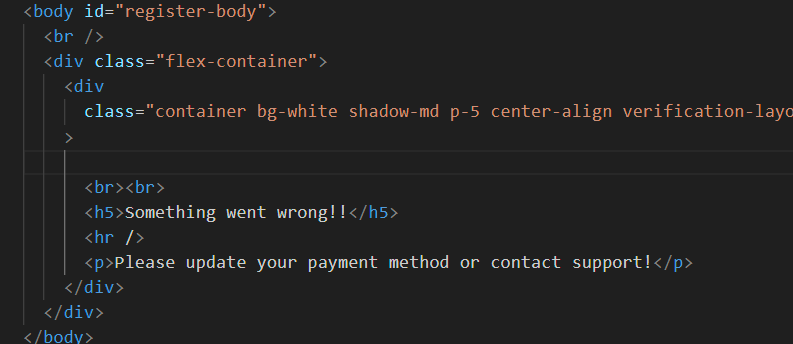 <body id="register-body">
<br />
<div class="flex-container">
<div
class="container bg-white shadow-md p-5 center-align
>
<br><br>
<h5>Something went wrong!!</h5>
<hr />
<p>Please update your payment method or contact support!</p>
</div>
</div>
</body>